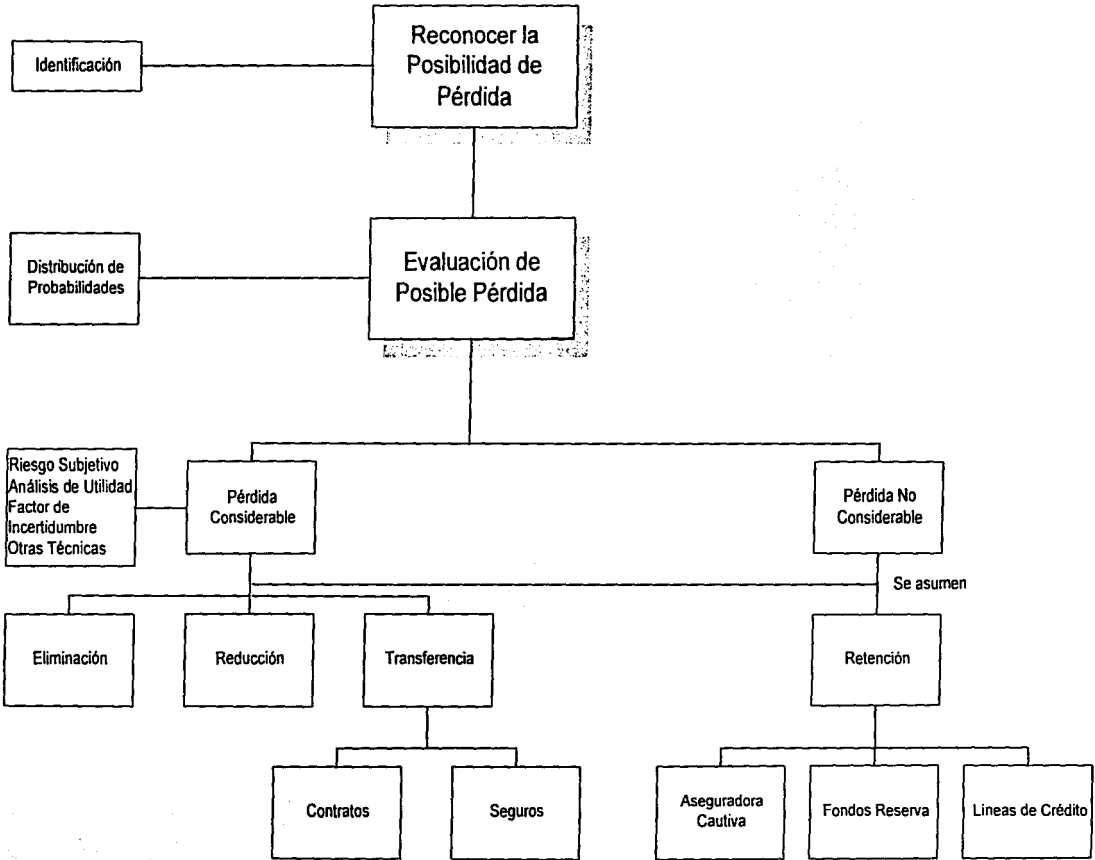 Reconocer la
Posibilidad de
Pérdida
Identificación
Evaluación de
Posible Pérdida
Distribución de
Probabilidades
Riesgo Subjetivo
Análisis de Utilidad
Factor de
Incertidumbre
Otras Técnicas
Pérdida
Considerable
Pérdida No
Considerable
Se asumen
Eliminación
Reducción
Transferencia
Retención
Contratos
Seguros
Aseguradora
Cautiva
Fondos Reserva
Lineas de Crédito